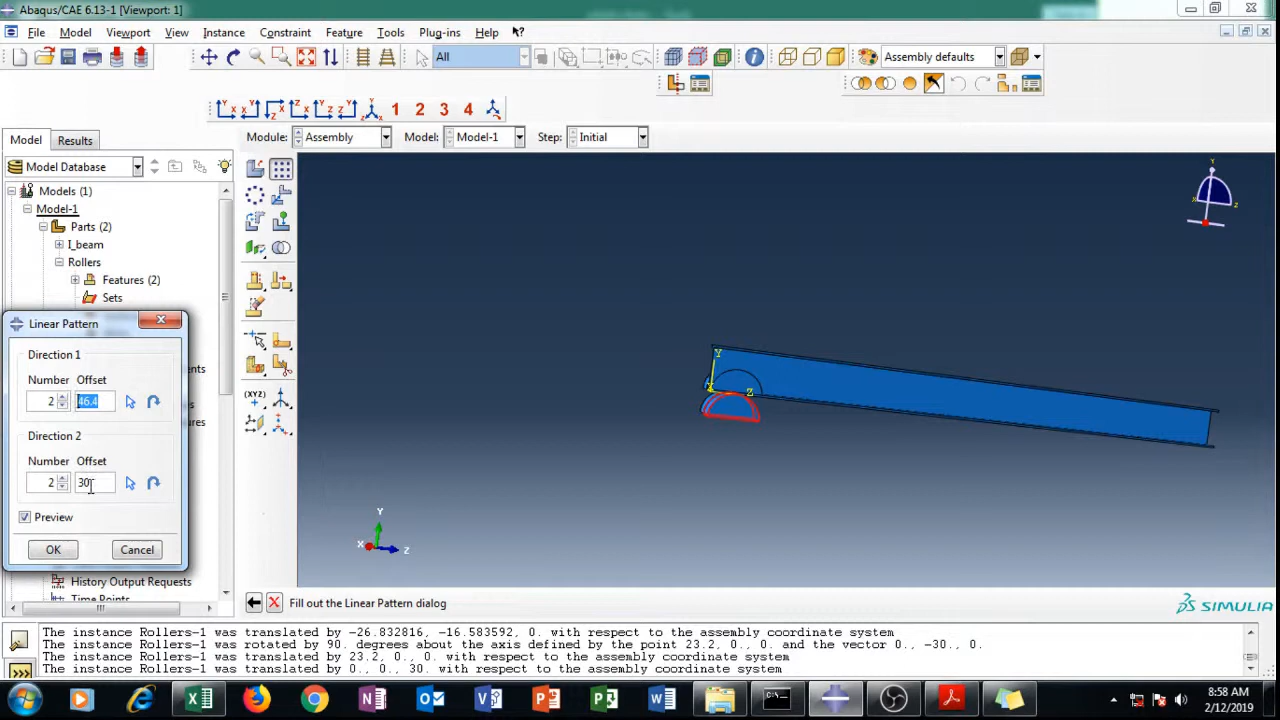 Abaqus/CAE 6.13-1 [Viewport: 1]
File Model Viewport View Instance Constraint Feature Tools Plug-ins Help
All
Assembly defaults
1 2 3 4
Model Results
Module: Assembly Model: Model-1 Step: Initial
Model Database
Models (1)
Model-1
Parts (2)
I_beam
Rollers
Features (2)
Sets
Linear Pattern
Direction 1
Number Offset
2 46.4
Direction 2
Number Offset
2 30
Preview
OK Cancel
History Output Requests
Time Points
Y
X
Z
Y
X
Z
Y
X
Z
Fill out the Linear Pattern dialog
SIMULIA
The instance Rollers-1 was translated by -26.832816, -16.583592, 0. with respect to the assembly coordinate system
The instance Rollers-1 was rotated by 90. degrees about the axis defined by the point 23.2, 0., 0. and the vector 0., -30., 0.
The instance Rollers-1 was translated by 23.2, 0., 0. with respect to the assembly coordinate system
The instance Rollers-1 was translated by 0., 0., 30. with respect to the assembly coordinate system
8:58 AM
2/12/2019